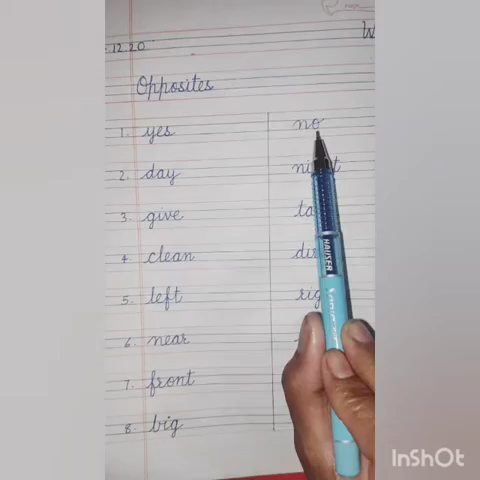 12.20
Opposites
1. yes no
2. day
3. give
4. clean
5. left
6. near
7. front
8. big
HAUSER
InShOt